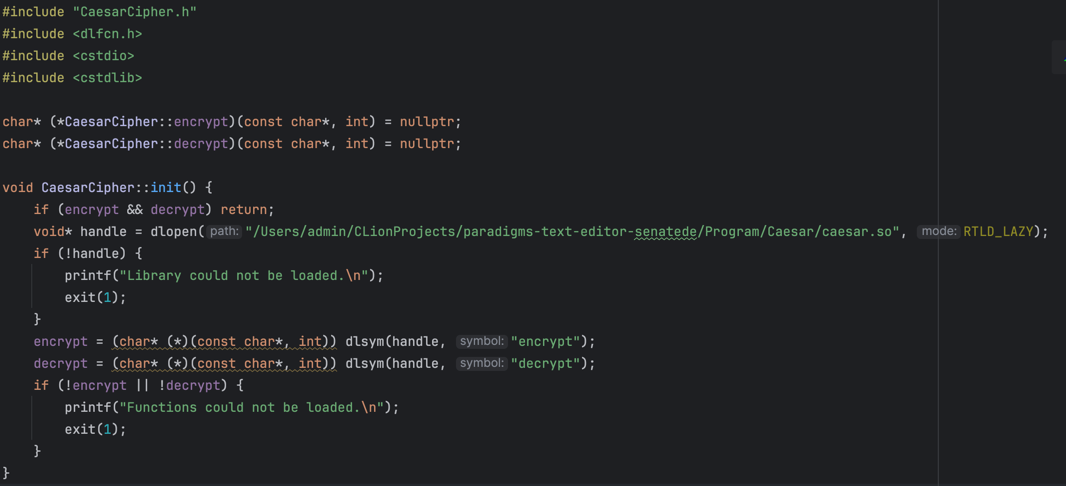 #include "CaesarCipher.h"
#include <dlfcn.h>
#include <cstdio>
#include <cstdlib>

char* (*CaesarCipher::encrypt)(const char*, int) = nullptr;
char* (*CaesarCipher::decrypt)(const char*, int) = nullptr;

void CaesarCipher::init() {
    if (encrypt && decrypt) return;
    void* handle = dlopen( path: "/Users/admin/CLionProjects/paradigms-text-editor-senatede/Program/Caesar/caesar.so", mode: RTLD_LAZY);
    if (!handle) {
        printf("Library could not be loaded.\n");
        exit(1);
    }
    encrypt = (char* (*)(const char*, int)) dlsym(handle, symbol: "encrypt");
    decrypt = (char* (*)(const char*, int)) dlsym(handle, symbol: "decrypt");
    if (!encrypt || !decrypt) {
        printf("Functions could not be loaded.\n");
        exit(1);
    }
}